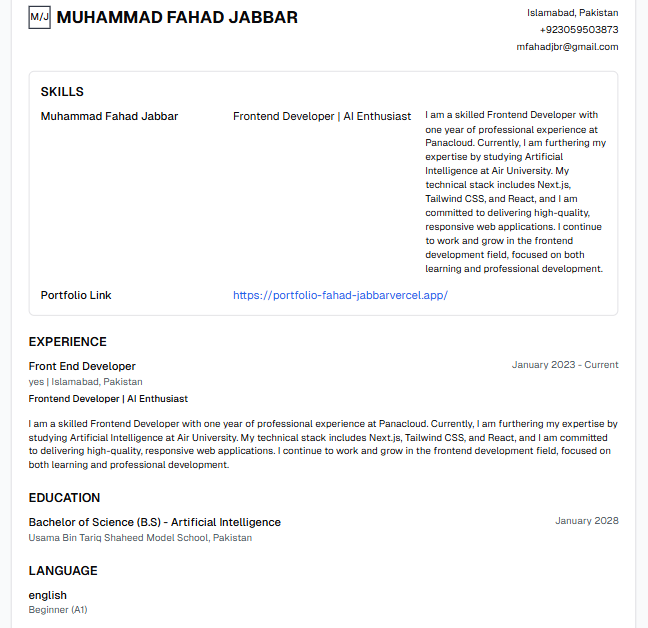 M/J MUHAMMAD FAHAD JABBAR
Islamabad, Pakistan
+923059503873
mfahadjbr@gmail.com
SKILLS
Muhammad Fahad Jabbar
Frontend Developer | AI Enthusiast
I am a skilled Frontend Developer with
one year of professional experience at
Panacloud. Currently, I am furthering my
expertise by studying Artificial
Intelligence at Air University. My
technical stack includes Next.js,
Tailwind CSS, and React, and I am
committed to delivering high-quality,
responsive web applications. I continue
to work and grow in the frontend
development field, focused on both
learning and professional development.
Portfolio Link
https://portfolio-fahad-jabbarvercel.app/
EXPERIENCE
Front End Developer
January 2023 - Current
yes | Islamabad, Pakistan
Frontend Developer | AI Enthusiast
I am a skilled Frontend Developer with one year of professional experience at Panacloud. Currently, I am furthering my expertise by
studying Artificial Intelligence at Air University. My technical stack includes Next.js, Tailwind CSS, and React, and I am committed
to delivering high-quality, responsive web applications. I continue to work and grow in the frontend development field, focused on
both learning and professional development.
EDUCATION
Bachelor of Science (B.S) - Artificial Intelligence
January 2028
Usama Bin Tariq Shaheed Model School, Pakistan
LANGUAGE
english
Beginner (A1)